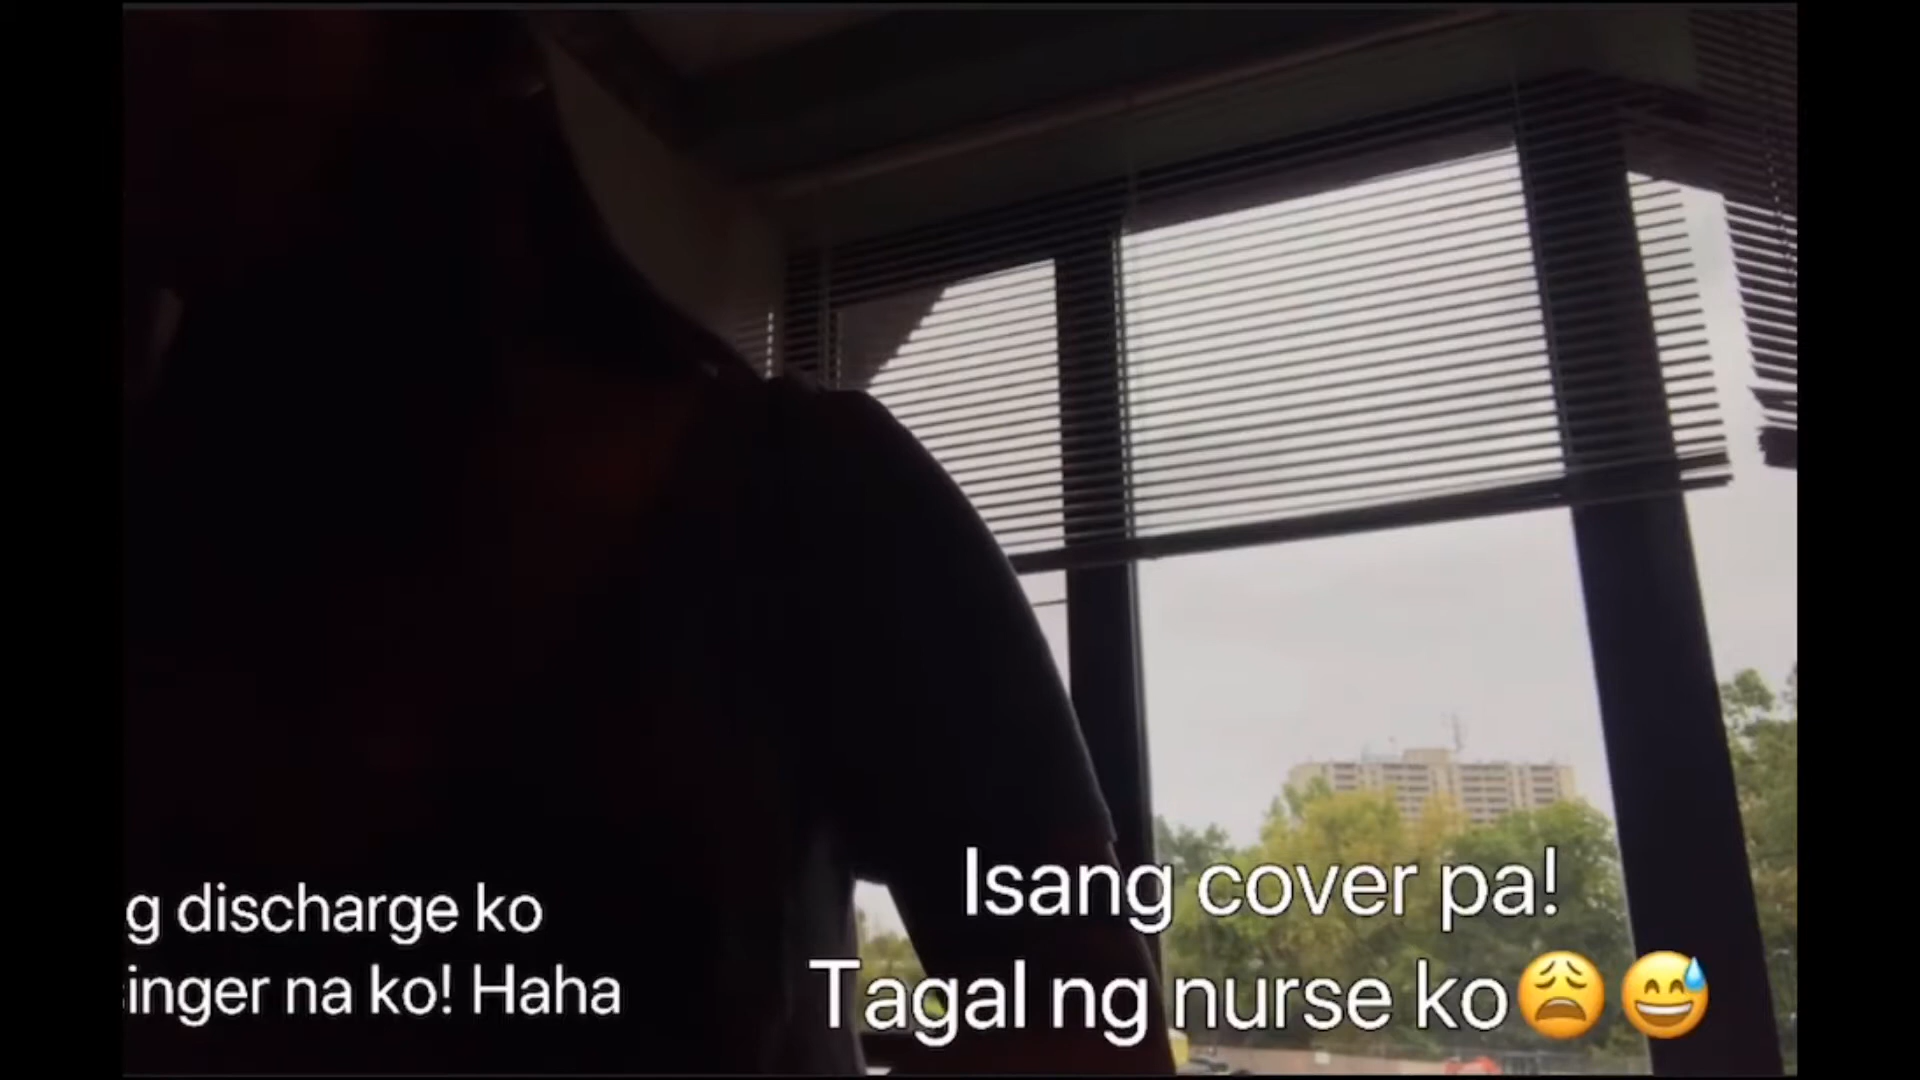 g discharge ko
inger na ko! Haha
Isang cover pa!
Tagal ng nurse ko😩😅